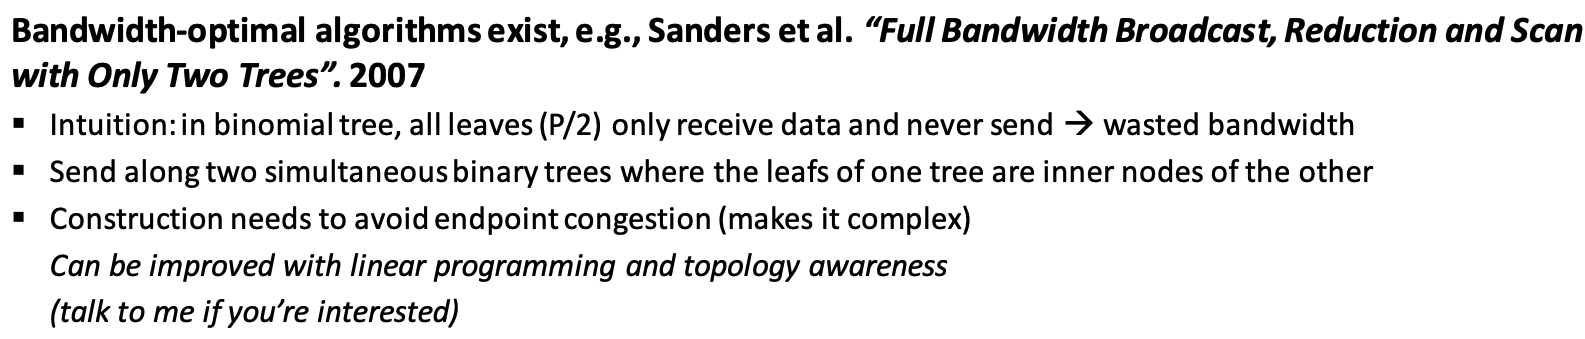 Bandwidth-optimal algorithms exist, e.g., Sanders et al. “Full Bandwidth Broadcast, Reduction and Scan
with Only Two Trees”. 2007
▪ Intuition: in binomial tree, all leaves (P/2) only receive data and never send → wasted bandwidth
▪ Send along two simultaneous binary trees where the leafs of one tree are inner nodes of the other
▪ Construction needs to avoid endpoint congestion (makes it complex)
Can be improved with linear programming and topology awareness
(talk to me if you’re interested)